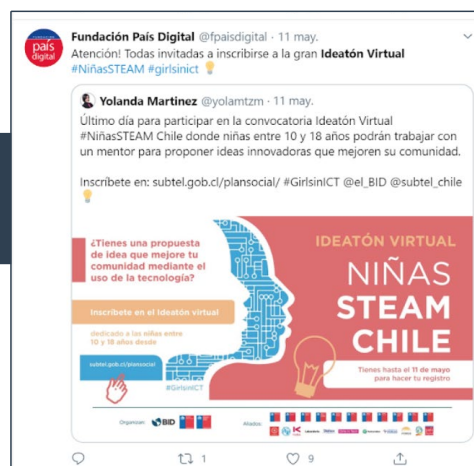 FUNDACIÓN
país
digital
Fundación País Digital @fpaisdigital · 11 may.
Atención! Todas invitadas a inscribirse a la gran Ideatón Virtual
#NiñasSTEAM #girlsinict
Yolanda Martinez @yolamtzm · 11 may.
Último día para participar en la convocatoria Ideatón Virtual
#NiñasSTEAM Chile donde niñas entre 10 y 18 años podrán trabajar con
un mentor para proponer ideas innovadoras que mejoren su comunidad.
Inscríbete en: subtel.gob.cl/plansocial/ #GirlsinICT @el_BID @subtel_chile
¿Tienes una propuesta
de idea que mejore tu
comunidad mediante el
uso de la tecnología?
Inscríbete en el Ideatón virtual
dedicado a las niñas entre
10 y 18 años desde
subtel.gob.cl/plansocial
#GirlsinICT
IDEATÓN VIRTUAL
NIÑAS
STEAM
CHILE
Tienes hasta el 11 de mayo
para hacer tu registro
Organizan:
BID
Aliados:
1
9